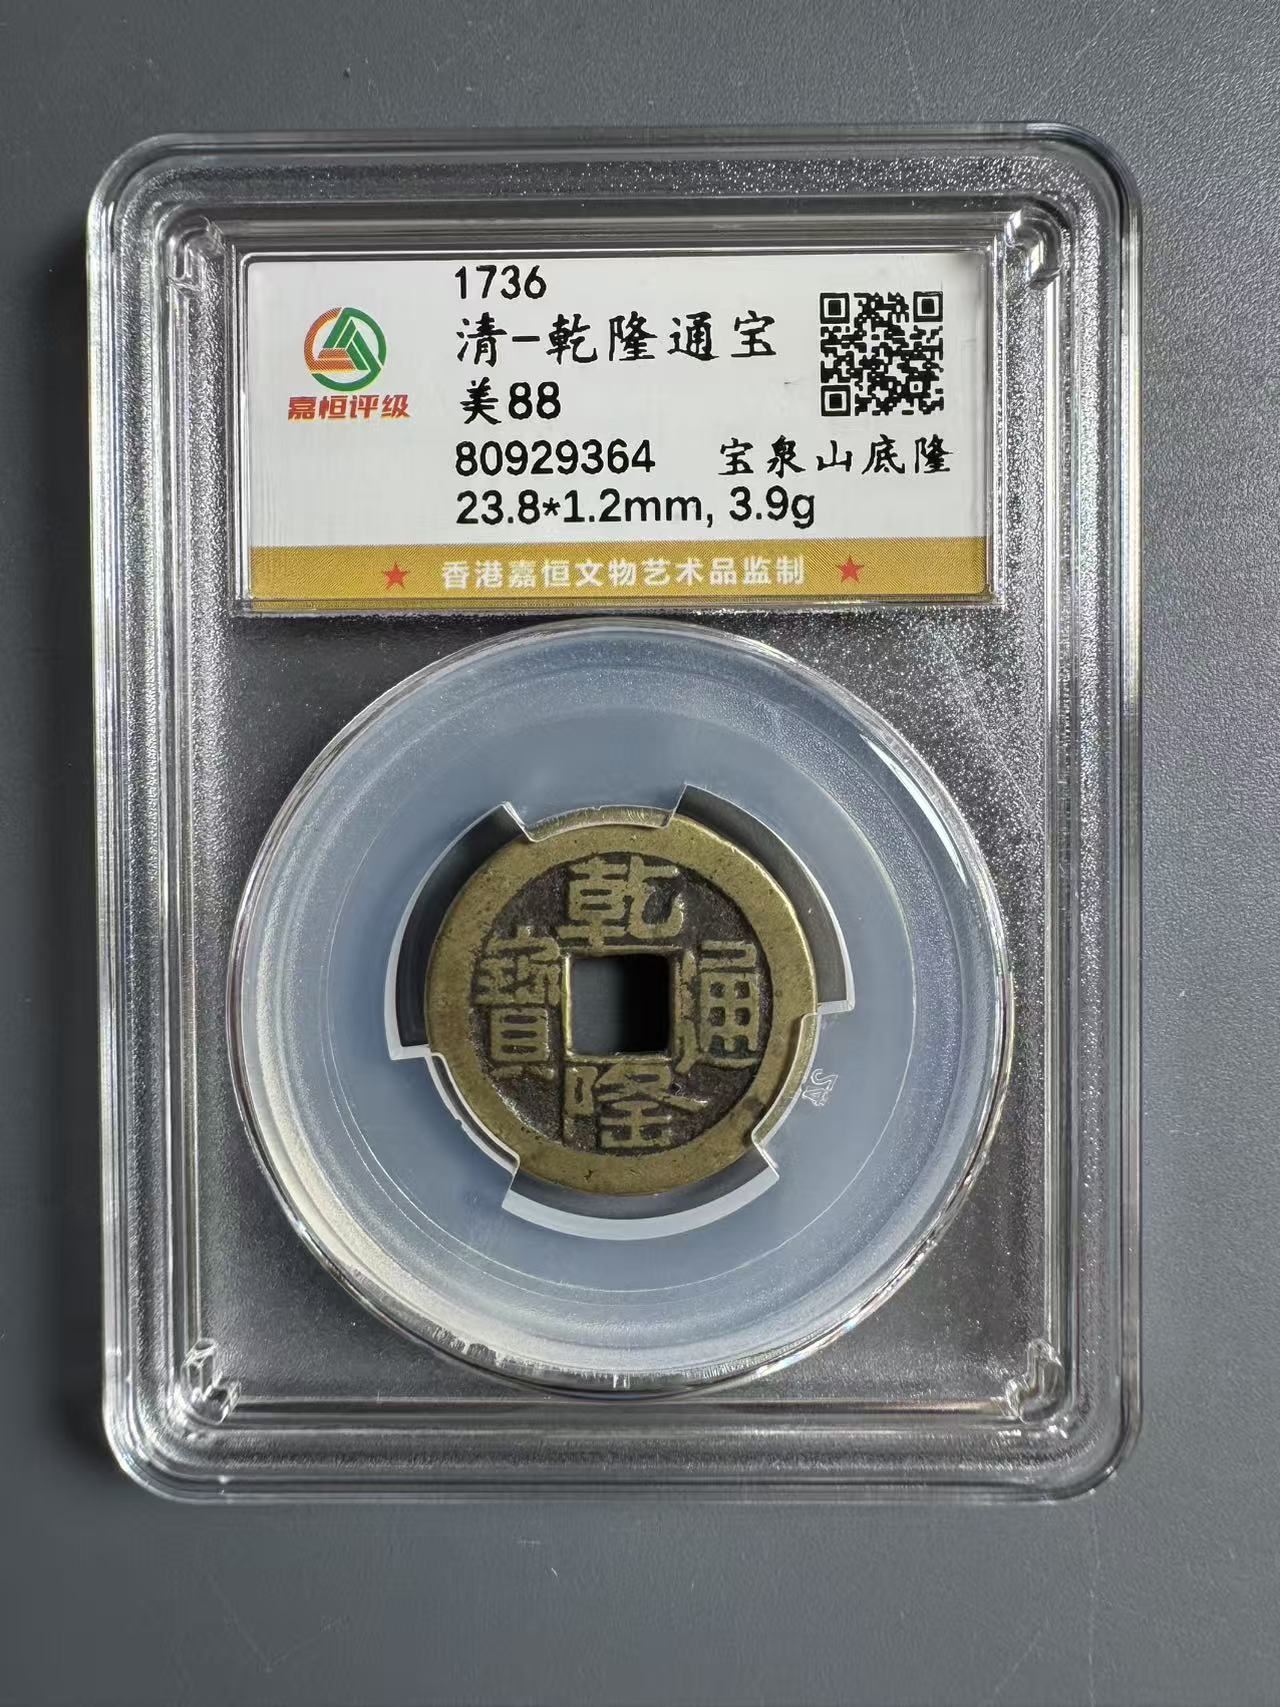 1736
清-乾隆通宝
嘉恒评级
美88
80929364 宝泉山底隆
23.8*1.2mm, 3.9g
★ 香港嘉恒文物艺术品监制 ★
乾隆通寶
24